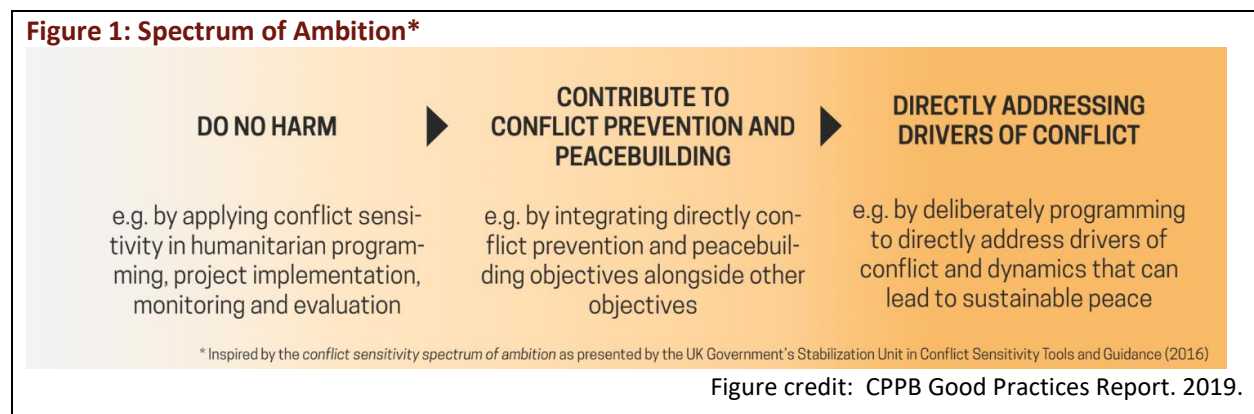 Figure 1: Spectrum of Ambition*
DO NO HARM
e.g. by applying conflict sensi-
tivity in humanitarian program-
ming, project implementation,
monitoring and evaluation
CONTRIBUTE TO
CONFLICT PREVENTION AND
PEACEBUILDING
e.g. by integrating directly con-
flict prevention and peacebuil-
ding objectives alongside other
objectives
DIRECTLY ADDRESSING
DRIVERS OF CONFLICT
e.g. by deliberately programming
to directly address drivers of
conflict and dynamics that can
lead to sustainable peace
* Inspired by the conflict sensitivity spectrum of ambition as presented by the UK Government's Stabilization Unit in Conflict Sensitivity Tools and Guidance (2016)
Figure credit:  CPPB Good Practices Report. 2019.